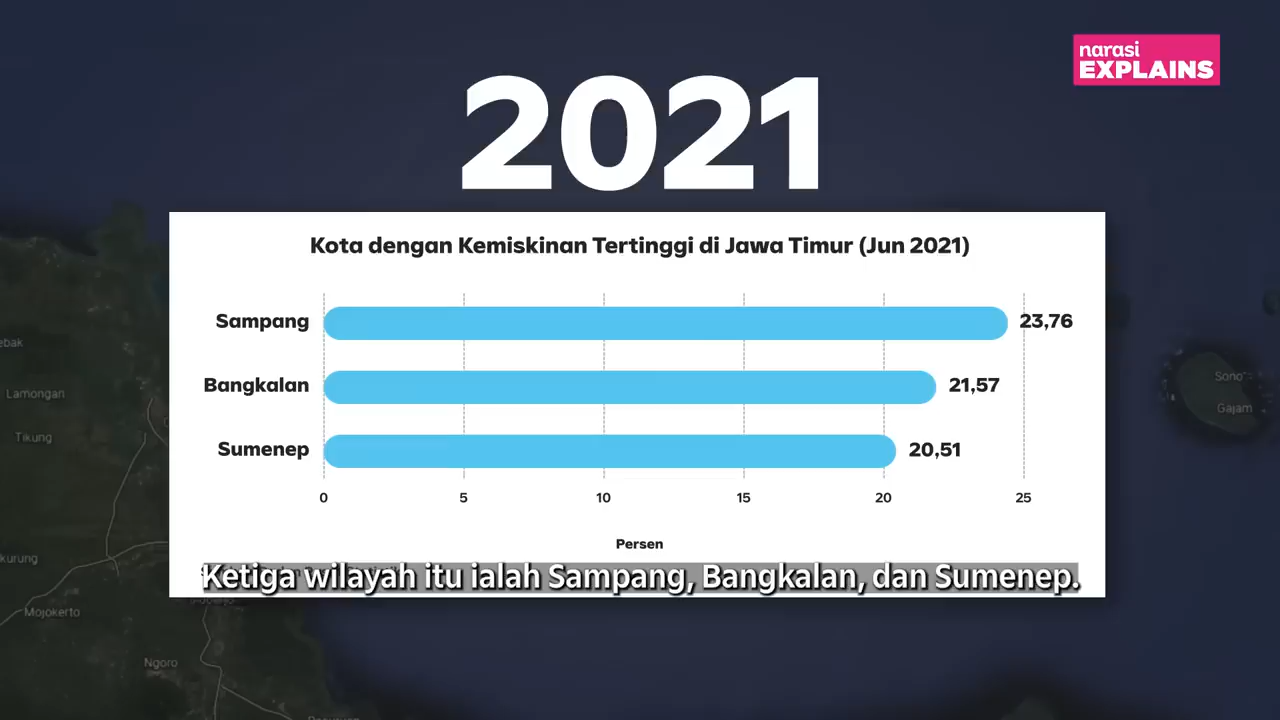 narasi
EXPLAINS
2021
Kota dengan Kemiskinan Tertinggi di Jawa Timur (Jun 2021)
Sampang
23,76
Bangkalan
21,57
Sumenep
20,51
0 5 10 15 20 25
Persen
Ketiga wilayah itu ialah Sampang, Bangkalan, dan Sumenep.
ebak
Lamongan
Tikung
kurung
Mojokerto
Ngoro
Gajam